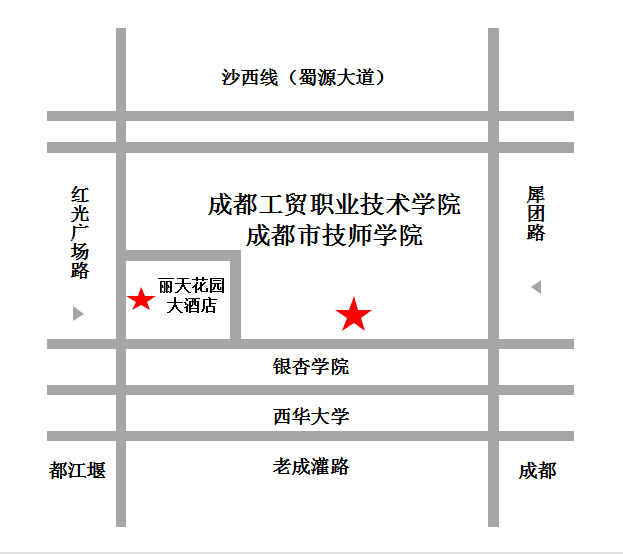 沙西线（蜀源大道）
成都工贸职业技术学院
成都市技师学院
红光广场路
犀团路
丽天花园
大酒店
银杏学院
西华大学
老成灌路
都江堰
成都